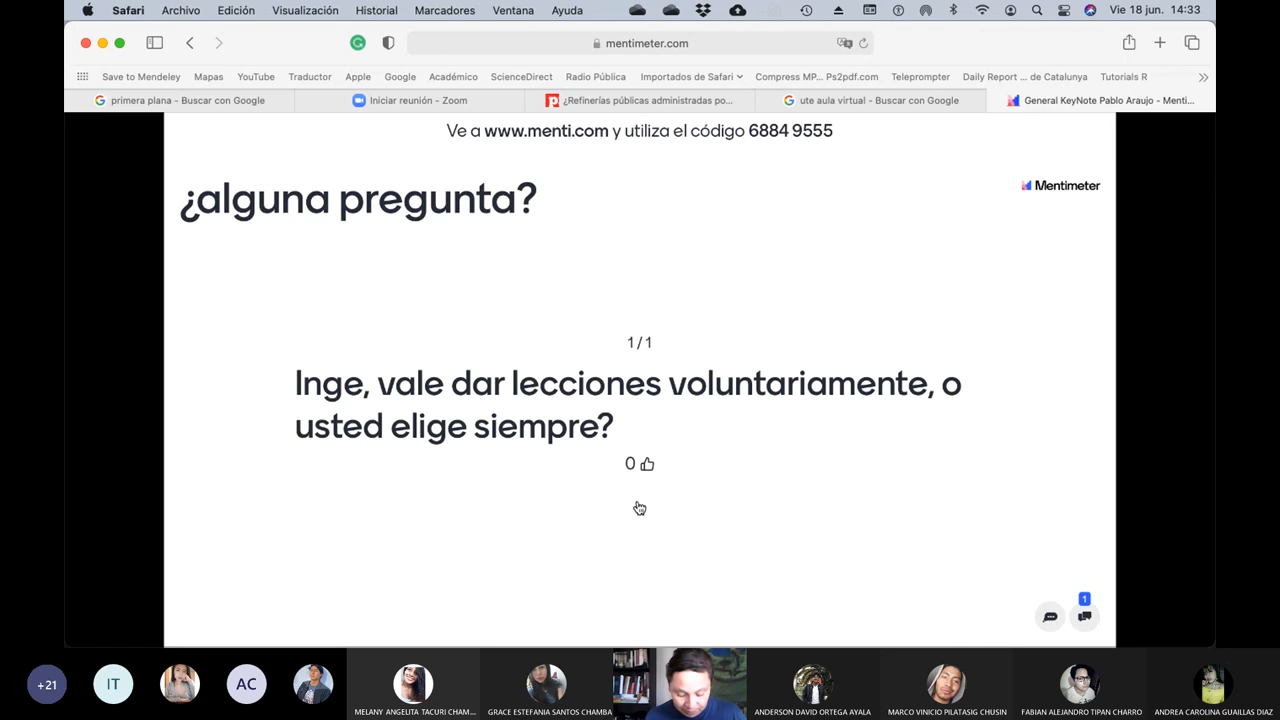 Safari Archivo Edición Visualización Historial Marcadores Ventana Ayuda Vie 18 jun. 14:33
mentimeter.com
Save to Mendeley Mapas YouTube Traductor Apple Google Académico ScienceDirect Radio Pública Importados de Safari Compress MP... Ps2pdf.com Teleprompter Daily Report ... de Catalunya Tutorials R
primera plana - Buscar con Google Iniciar reunión - Zoom ¿Refinerías públicas administradas po... ute aula virtual - Buscar con Google General KeyNote Pablo Araujo - Menti...
Ve a www.menti.com y utiliza el código 6884 9555
¿alguna pregunta?
Mentimeter
1 / 1
Inge, vale dar lecciones voluntariamente, o
usted elige siempre?
0
1
+21 IT AC
MELANY ANGELITA TACURI CHAM... GRACE ESTEFANIA SANTOS CHAMBA ANDERSON DAVID ORTEGA AYALA MARCO VINICIO PILATASIG CHUSIN FABIAN ALEJANDRO TIPAN CHARRO ANDREA CAROLINA GUAILLAS DIAZ